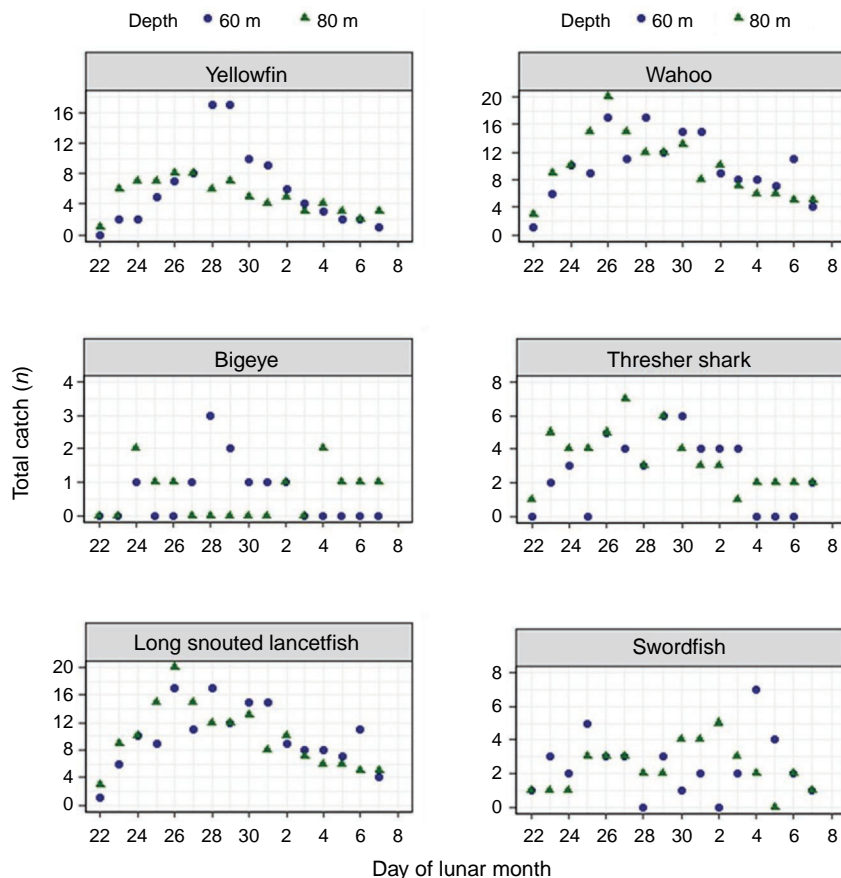 Depth 60 m 80 m
Depth 60 m 80 m
Yellowfin
16
12
8
4
0
22 24 26 28 30 2 4 6 8
Wahoo
20
16
12
8
4
0
22 24 26 28 30 2 4 6 8
Total catch (n)
Bigeye
4
3
2
1
0
22 24 26 28 30 2 4 6 8
Thresher shark
8
6
4
2
0
22 24 26 28 30 2 4 6 8
Long snouted lancetfish
20
16
12
8
4
0
22 24 26 28 30 2 4 6 8
Swordfish
8
6
4
2
0
22 24 26 28 30 2 4 6 8
Day of lunar month